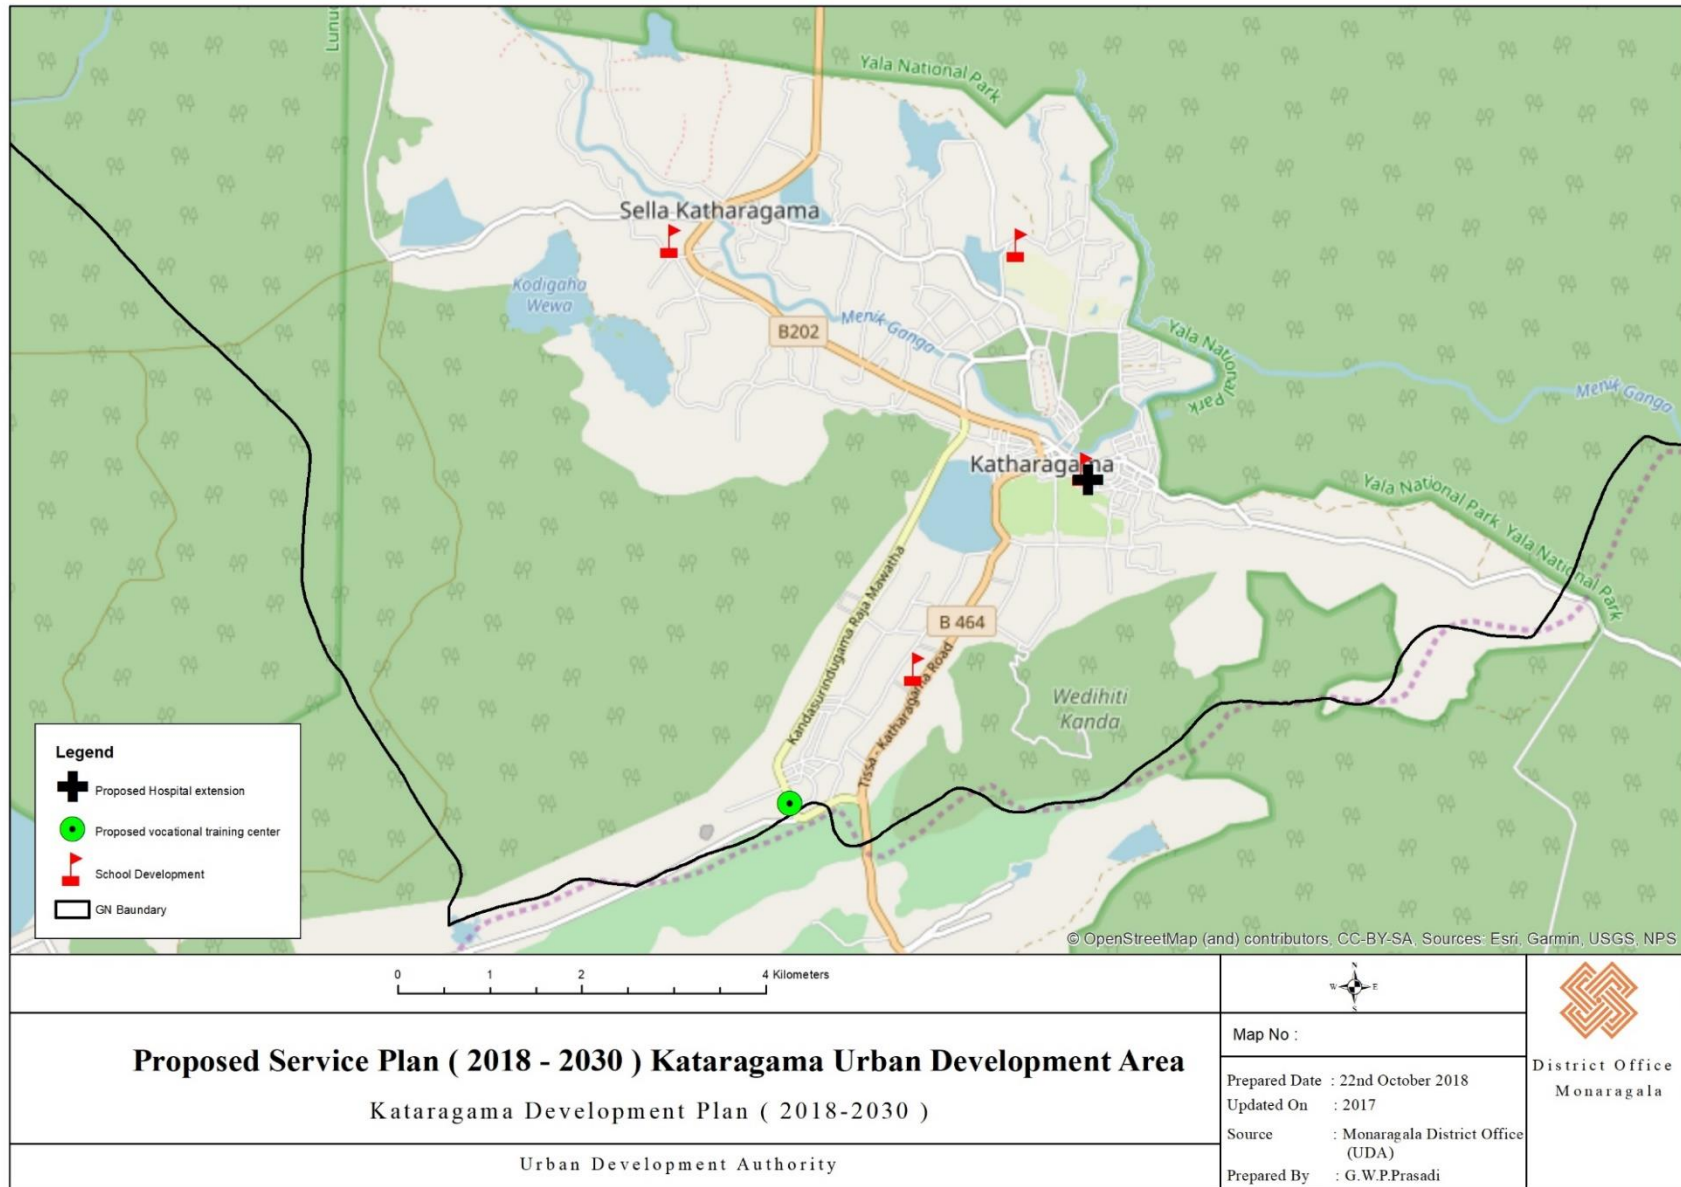 Lunu
Yala National Park
Sella Katharagama
Kodigaha
Wewa
B202
Menik Ganga
Yala National Park
Park
Menik Ganga
Katharagama
Yala National Park
Yala National Park
Kandasurindugama Raja Mawatha
B 464
Tissa - Katharagama Road
Wedihiti
Kanda
Legend
Proposed Hospital extension
Proposed vocational training center
School Development
GN Baundary
© OpenStreetMap (and) contributors, CC-BY-SA, Sources: Esri, Garmin, USGS, NPS
0 1 2 4 Kilometers
N
W E
S
Proposed Service Plan ( 2018 - 2030 ) Kataragama Urban Development Area
Kataragama Development Plan ( 2018-2030 )
Urban Development Authority
Map No :
Prepared Date : 22nd October 2018
Updated On : 2017
Source : Monaragala District Office
(UDA)
Prepared By : G.W.P.Prasadi
District Office
Monaragala